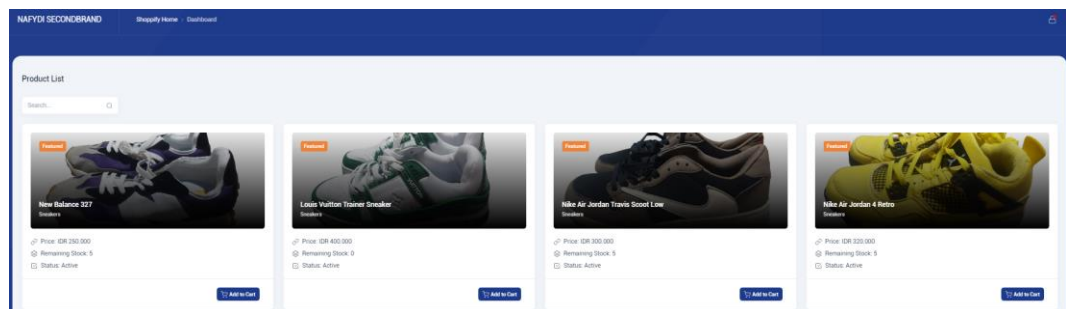 NAFYDI SECONDBRAND
Shoppify Home > Dashboard
Product List
Search...
Featured
New Balance 327
Sneakers
Price: IDR 250.000
Remaining Stock: 5
Status: Active
Add to Cart
Featured
Louis Vuitton Trainer Sneaker
Sneakers
Price: IDR 400.000
Remaining Stock: 0
Status: Active
Add to Cart
Featured
Nike Air Jordan Travis Scoot Low
Sneakers
Price: IDR 300.000
Remaining Stock: 5
Status: Active
Add to Cart
Featured
Nike Air Jordan 4 Retro
Sneakers
Price: IDR 320.000
Remaining Stock: 5
Status: Active
Add to Cart